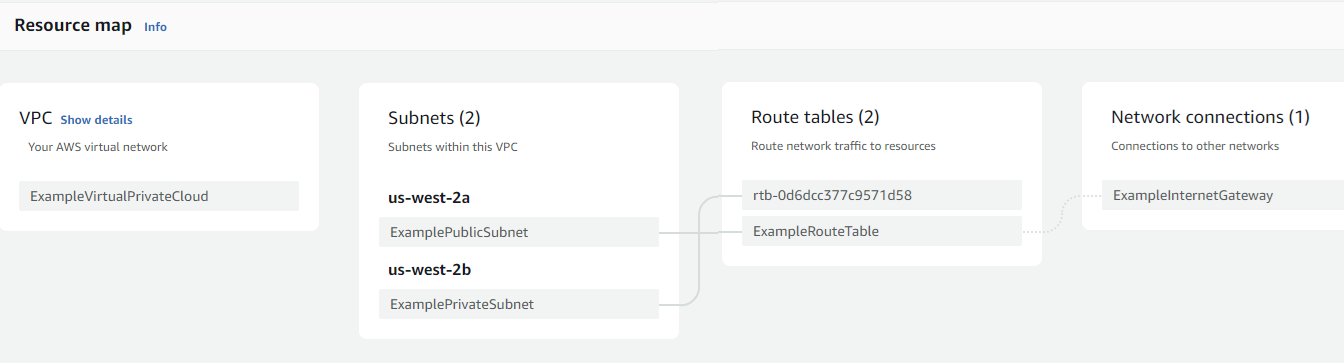 Resource map Info
VPC Show details
Your AWS virtual network
ExampleVirtualPrivateCloud
Subnets (2)
Subnets within this VPC
us-west-2a
ExamplePublicSubnet
us-west-2b
ExamplePrivateSubnet
Route tables (2)
Route network traffic to resources
rtb-0d6dcc377c9571d58
ExampleRouteTable
Network connections (1)
Connections to other networks
ExampleInternetGateway